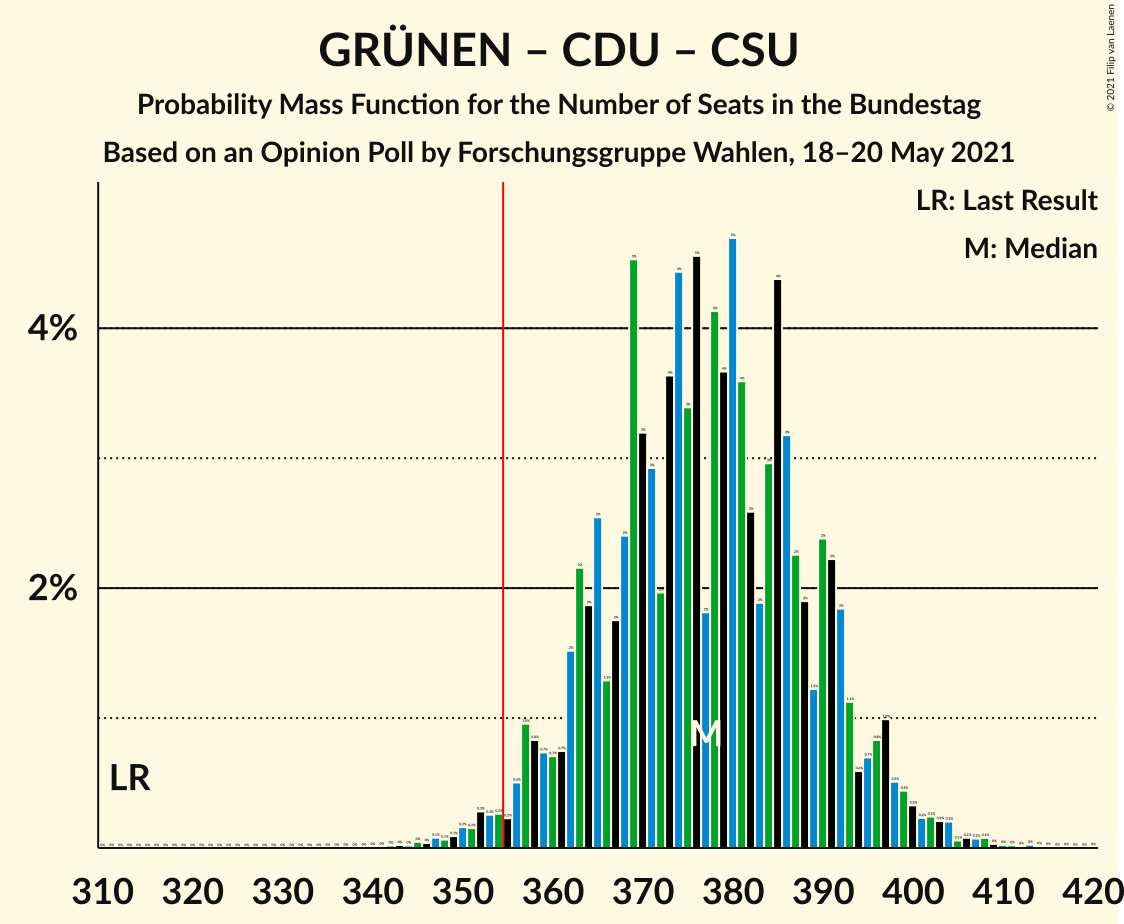 GRÜNEN – CDU – CSU
Probability Mass Function for the Number of Seats in the Bundestag
Based on an Opinion Poll by Forschungsgruppe Wahlen, 18–20 May 2021
© 2021 Filip van Laenen
LR: Last Result
M: Median
4%
2%
LR
M
310 320 330 340 350 360 370 380 390 400 410 420